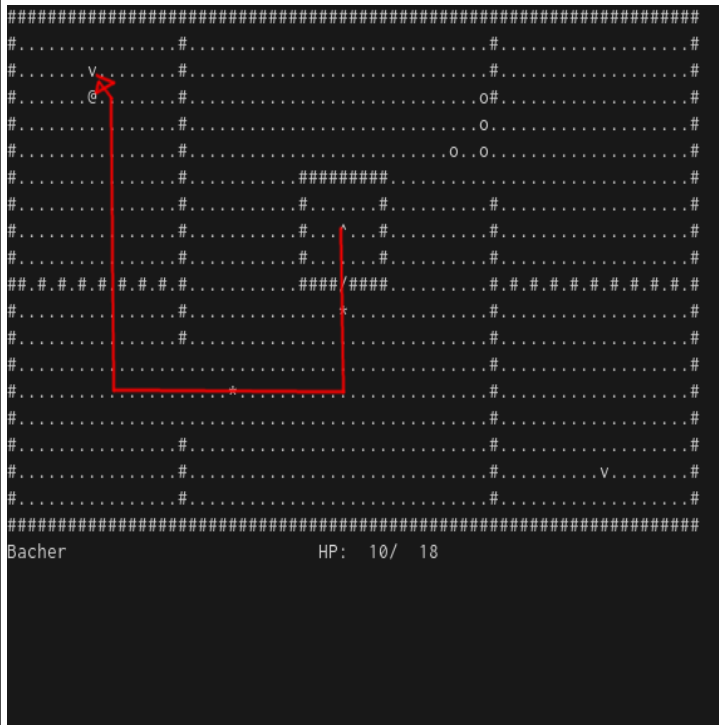 #####################################################################
#................#..............................#...................#
#.......v........#..............................#...................#
#.......@........#.............................o#...................#
#................#.............................o....................#
#................#..........................o..o....................#
#................#...........#########..............................#
#................#...........#.......#..........#...................#
#................#...........#...^...#..........#...................#
#................#...........#.......#..........#...................#
##.#.#.#.#.#.#.#.#...........####/####..........#.#.#.#.#.#.#.#.#.#.#
#................#...............*..............#...................#
#................#..............................#...................#
#...............................................#...................#
#.....................*.........................#...................#
#...............................................#...................#
#................#..............................#...................#
#................#..............................#..........v........#
#................#..............................#...................#
#####################################################################
Bacher HP: 10/ 18